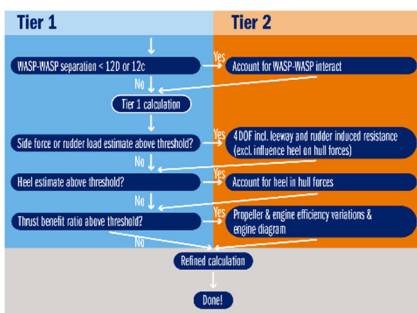 Tier 1
Tier 2
WASP-WASP separation < 12D or 12c
Yes
Account for WASP-WASP interact
No
Tier 1 calculation
Side force or rudder load estimate above threshold?
Yes
4DOF incl. leeway and rudder induced resistance
(excl. influence heel on hull forces)
No
Heel estimate above threshold?
Yes
Account for heel in hull forces
No
Thrust benefit ratio above threshold?
Yes
Propeller & engine efficiency variations &
engine diagram
No
Refined calculation
Done!